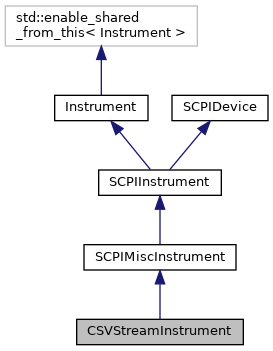 std::enable_shared
_from_this< Instrument >
Instrument
SCPIDevice
SCPIInstrument
SCPIMiscInstrument
CSVStreamInstrument